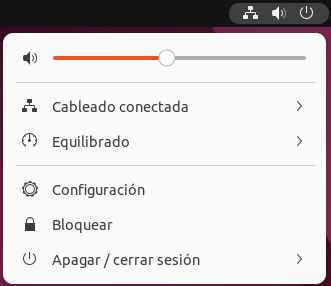 Cableado conectada
Equilibrado
Configuración
Bloquear
Apagar / cerrar sesión